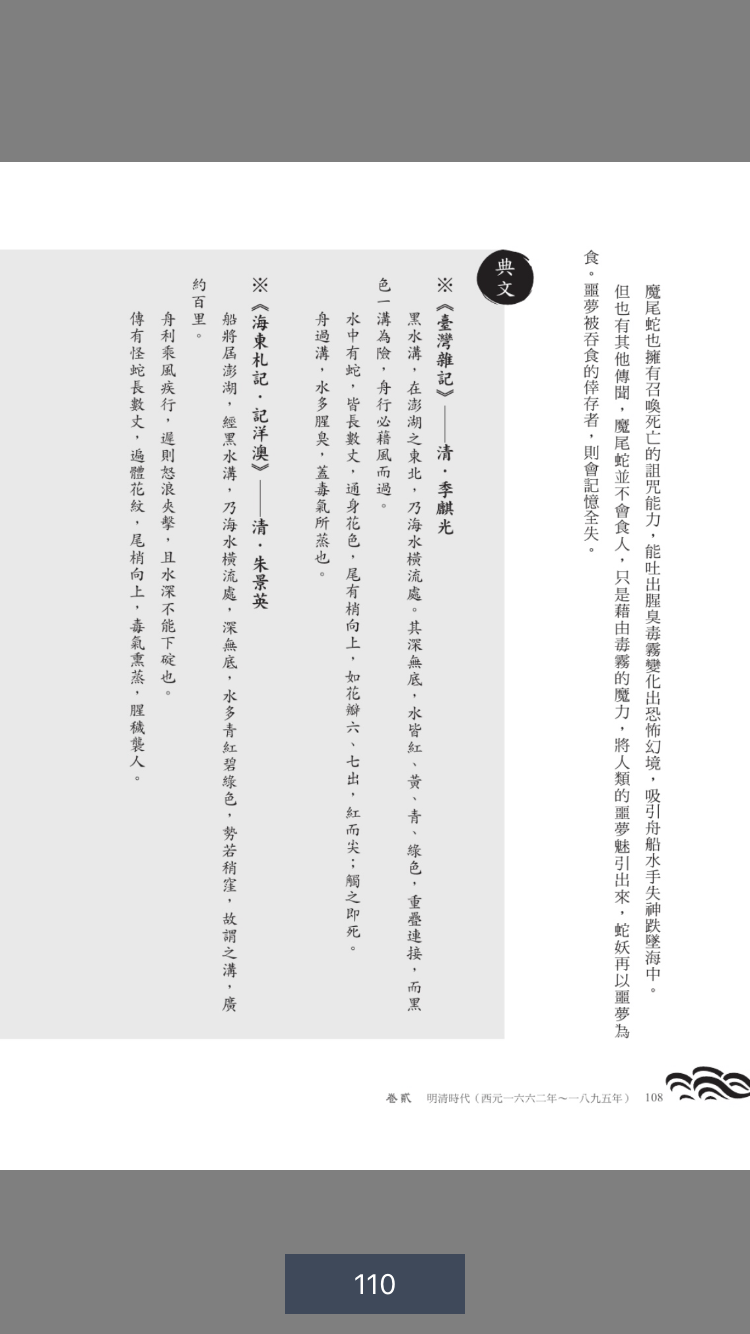 魔尾蛇也擁有召喚死亡的詛咒能力，能吐出腥臭毒霧變化出恐怖幻境，吸引舟船水手失神跌墜海中。
但也有其他傳聞，魔尾蛇並不會食人，只是藉由毒霧的魔力，將人類的噩夢魅引出來，蛇妖再以噩夢為
食。噩夢被吞食的倖存者，則會記憶全失。
典文
※《臺灣雜記》——清．季麒光
黑水溝，在澎湖之東北，乃海水橫流處。其深無底，水皆紅、黃、青、綠色，重疊連接，而黑
色一溝為險，舟行必藉風而過。
水中有蛇，皆長數丈，通身花色，尾有梢向上，如花瓣六、七出，紅而尖；觸之即死。
舟過溝，水多腥臭，蓋毒氣所蒸也。
※《海東札記．記洋澳》——清．朱景英
船將屆澎湖，經黑水溝，乃海水橫流處，深無底，水多青紅碧綠色，勢若稍窪，故謂之溝，廣
約百里。
舟利乘風疾行，遲則怒浪夾擊，且水深不能下碇也。
傳有怪蛇長數丈，遍體花紋，尾梢向上，毒氣熏蒸，腥穢襲人。
卷貳 明清時代（西元一六六二年～一八九五年） 108
110